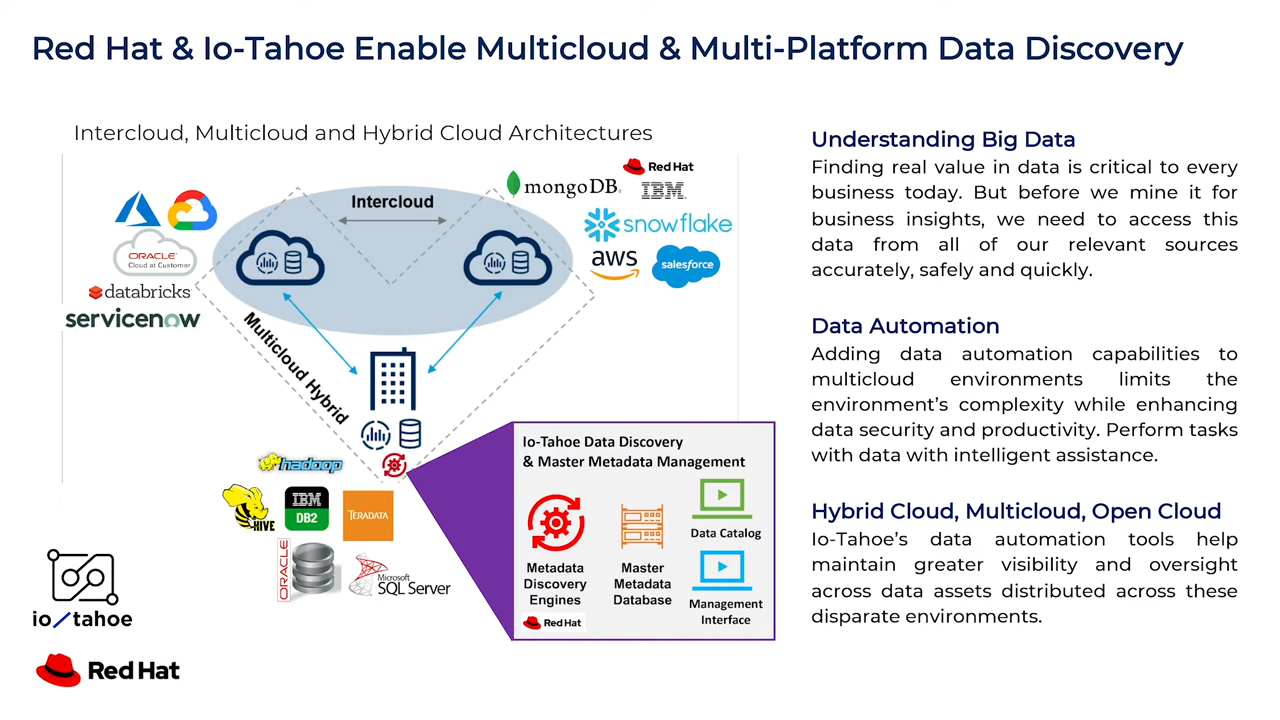 Red Hat & Io-Tahoe Enable Multicloud & Multi-Platform Data Discovery
Intercloud, Multicloud and Hybrid Cloud Architectures
ORACLE
Cloud at Customer
databricks
servicenow
Intercloud
mongoDB®
Red Hat
IBM
snowflake
aws
salesforce
Multicloud Hybrid
hadoop
HIVE
IBM
DB2
TERADATA
ORACLE
Microsoft
SQL Server
Io-Tahoe Data Discovery
& Master Metadata Management
Metadata
Discovery
Engines
Red Hat
Master
Metadata
Database
Data Catalog
Management
Interface
io/tahoe
Red Hat
Understanding Big Data
Finding real value in data is critical to every
business today. But before we mine it for
business insights, we need to access this
data from all of our relevant sources
accurately, safely and quickly.
Data Automation
Adding data automation capabilities to
multicloud environments limits the
environment's complexity while enhancing
data security and productivity. Perform tasks
with data with intelligent assistance.
Hybrid Cloud, Multicloud, Open Cloud
Io-Tahoe's data automation tools help
maintain greater visibility and oversight
across data assets distributed across these
disparate environments.